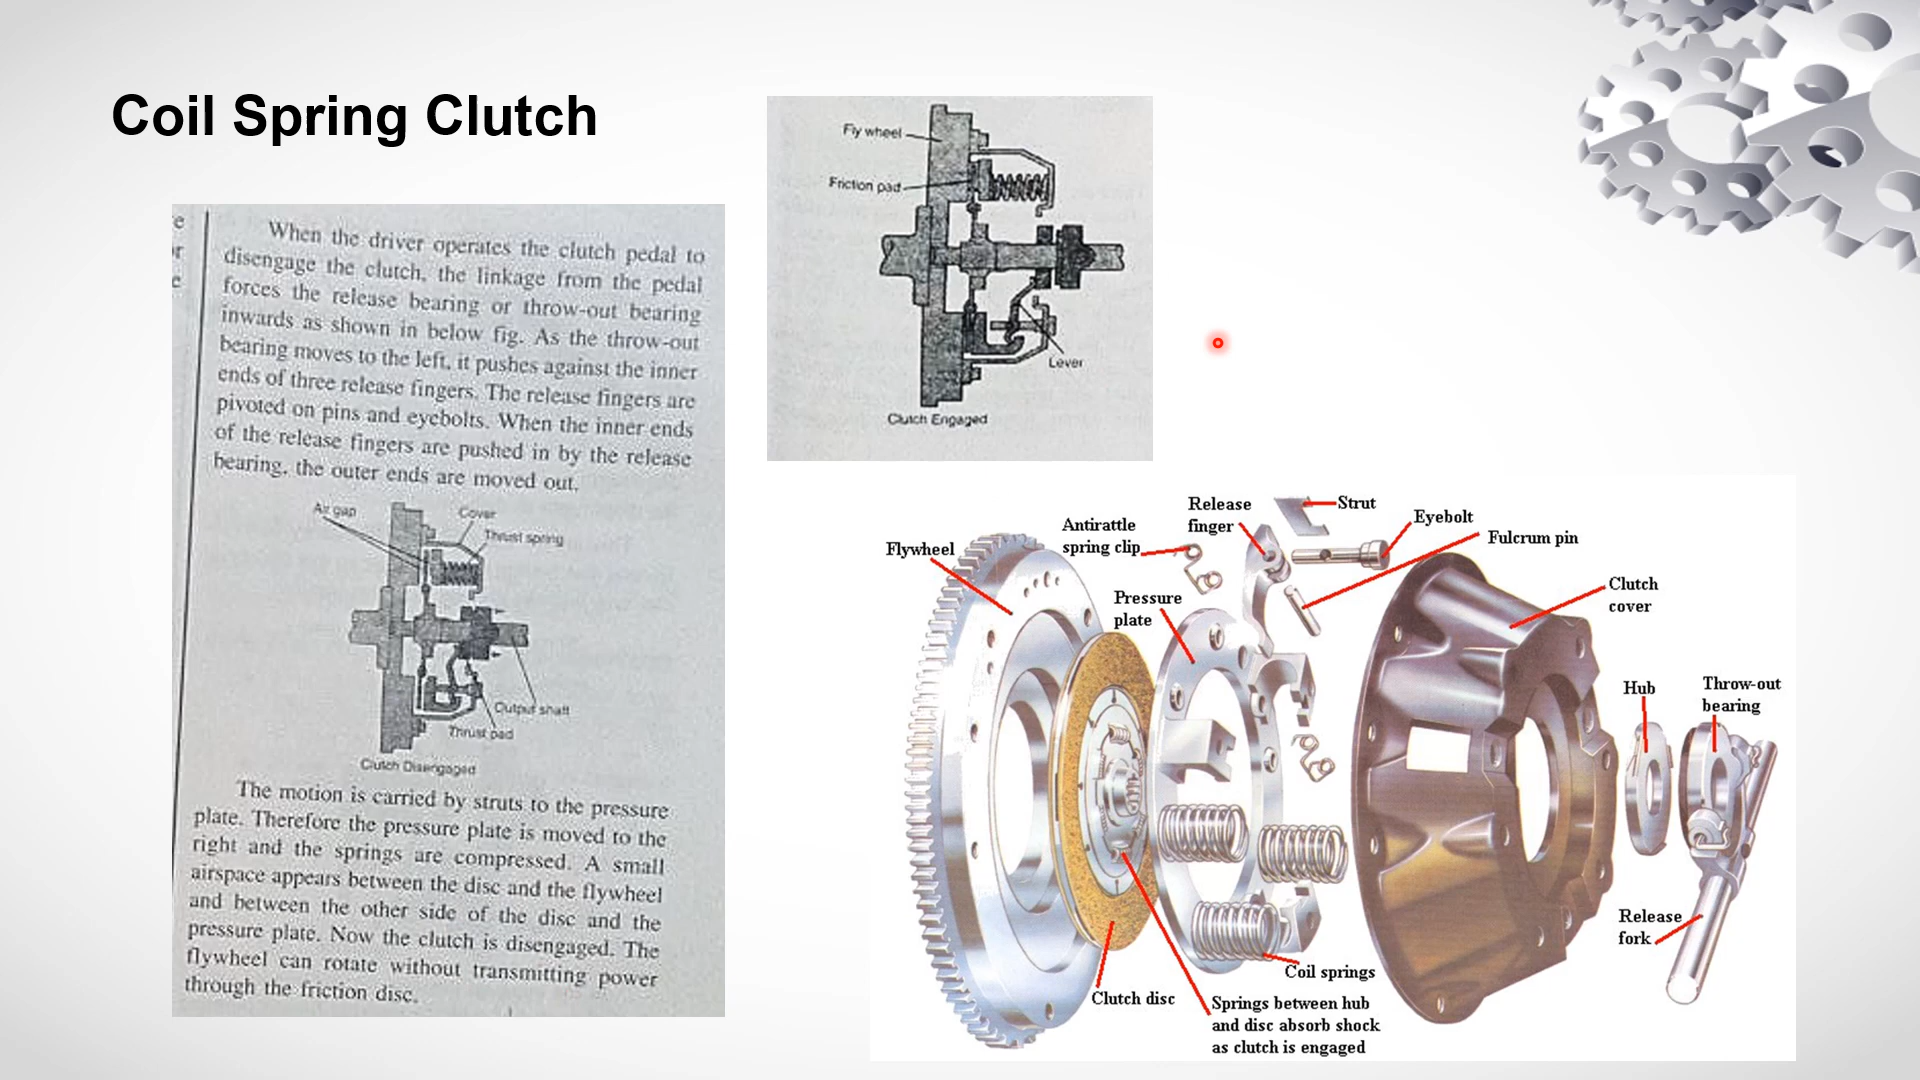 Coil Spring Clutch
e
or
e
When the driver operates the clutch pedal to
disengage the clutch, the linkage from the pedal
forces the release bearing or throw-out bearing
inwards as shown in below fig. As the throw-out
bearing moves to the left, it pushes against the inner
ends of three release fingers. The release fingers are
pivoted on pins and eyebolts. When the inner ends
of the release fingers are pushed in by the release
bearing, the outer ends are moved out.
Air gap
Cover
Thrust spring
Output shaft
Thrust pad
Clutch Disengaged
The motion is carried by struts to the pressure
plate. Therefore the pressure plate is moved to the
right and the springs are compressed. A small
airspace appears between the disc and the flywheel
and between the other side of the disc and the
pressure plate. Now the clutch is disengaged. The
flywheel can rotate without transmitting power
through the friction disc.
Fly wheel
Friction pad
Lever
Clutch Engaged
Flywheel
Antirattle
spring clip
Release
finger
Strut
Eyebolt
Fulcrum pin
Pressure
plate
Clutch
cover
Hub
Throw-out
bearing
Release
fork
Coil springs
Clutch disc
Springs between hub
and disc absorb shock
as clutch is engaged